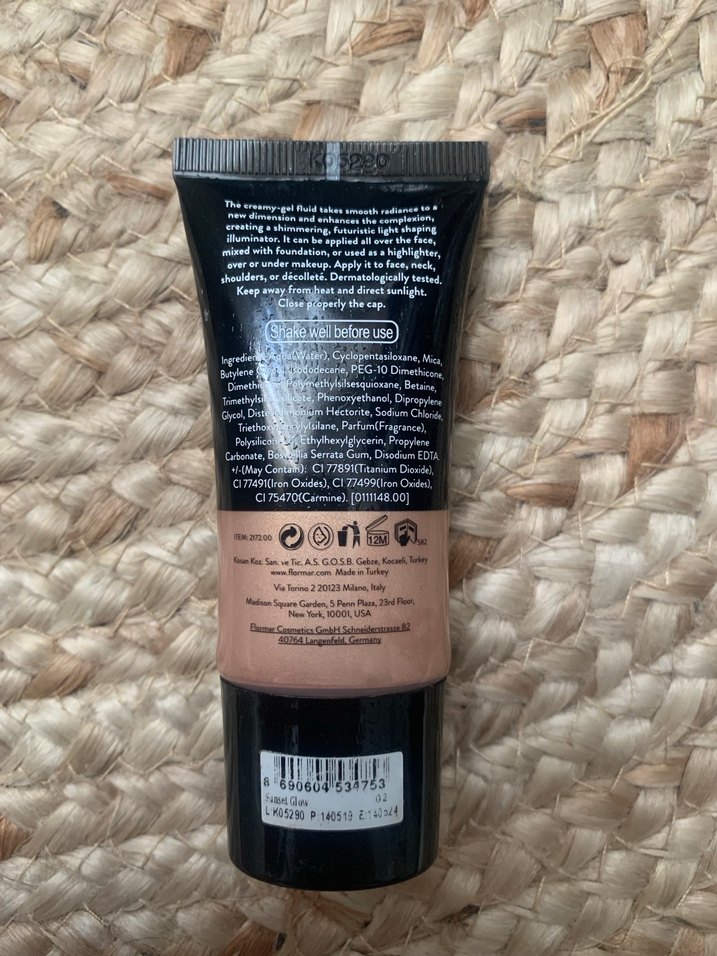 K05290
The creamy-gel fluid takes smooth radiance to a
new dimension and enhances the complexion,
creating a shimmering, futuristic light shaping
illuminator. It can be applied all over the face,
mixed with foundation, or used as a highlighter,
over or under makeup. Apply it to face, neck,
shoulders, or décolleté. Dermatologically tested.
Keep away from heat and direct sunlight.
Close properly the cap.
Shake well before use
Aqua(Water), Cyclopentasiloxane, Mica,
Butylene Isododecane, PEG-10 Dimethicone,
Polymethylsilsesquioxane, Betaine,
Phenoxyethanol, Dipropylene
Glycol, Hectorite, Sodium Chloride,
Parfum(Fragrance),
Ethylhexylglycerin, Propylene
Carbonate, Boswellia Serrata Gum, Disodium EDTA.
+/-(May Contain): CI 77891(Titanium Dioxide),
CI 77491(Iron Oxides), CI 77499(Iron Oxides),
CI 75470(Carmine). [0111148.00]
ITEM: 2172.00 12M 582
Kosan Koz. San. ve Tic. A.S. G.O.S.B. Gebze, Kocaeli, Turkey
www.flormar.com Made in Turkey
Via Torino 2 20123 Milano, Italy
Madison Square Garden, 5 Penn Plaza, 23rd Floor,
New York, 10001, USA
Flormar Cosmetics GmbH Schneiderstrasse 82
40764 Langenfeld, Germany
8 690604 534753
Sunset Glow 02
L:K05290 P:140519 E:140524